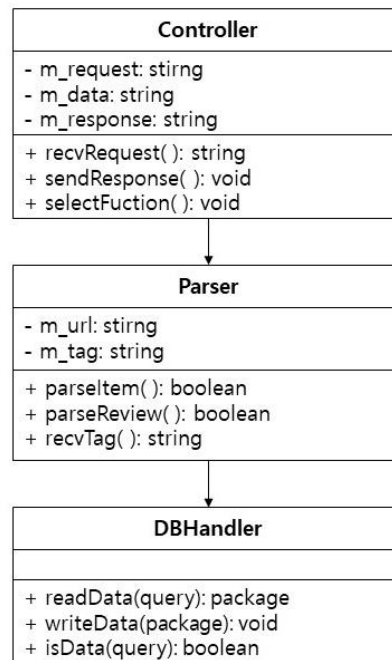 Controller
- m_request: stirng
- m_data: string
- m_response: string
+ recvRequest( ): string
+ sendResponse( ): void
+ selectFuction( ): void
Parser
- m_url: stirng
- m_tag: string
+ parseItem( ): boolean
+ parseReview( ): boolean
+ recvTag( ): string
DBHandler
+ readData(query): package
+ writeData(package): void
+ isData(query): boolean